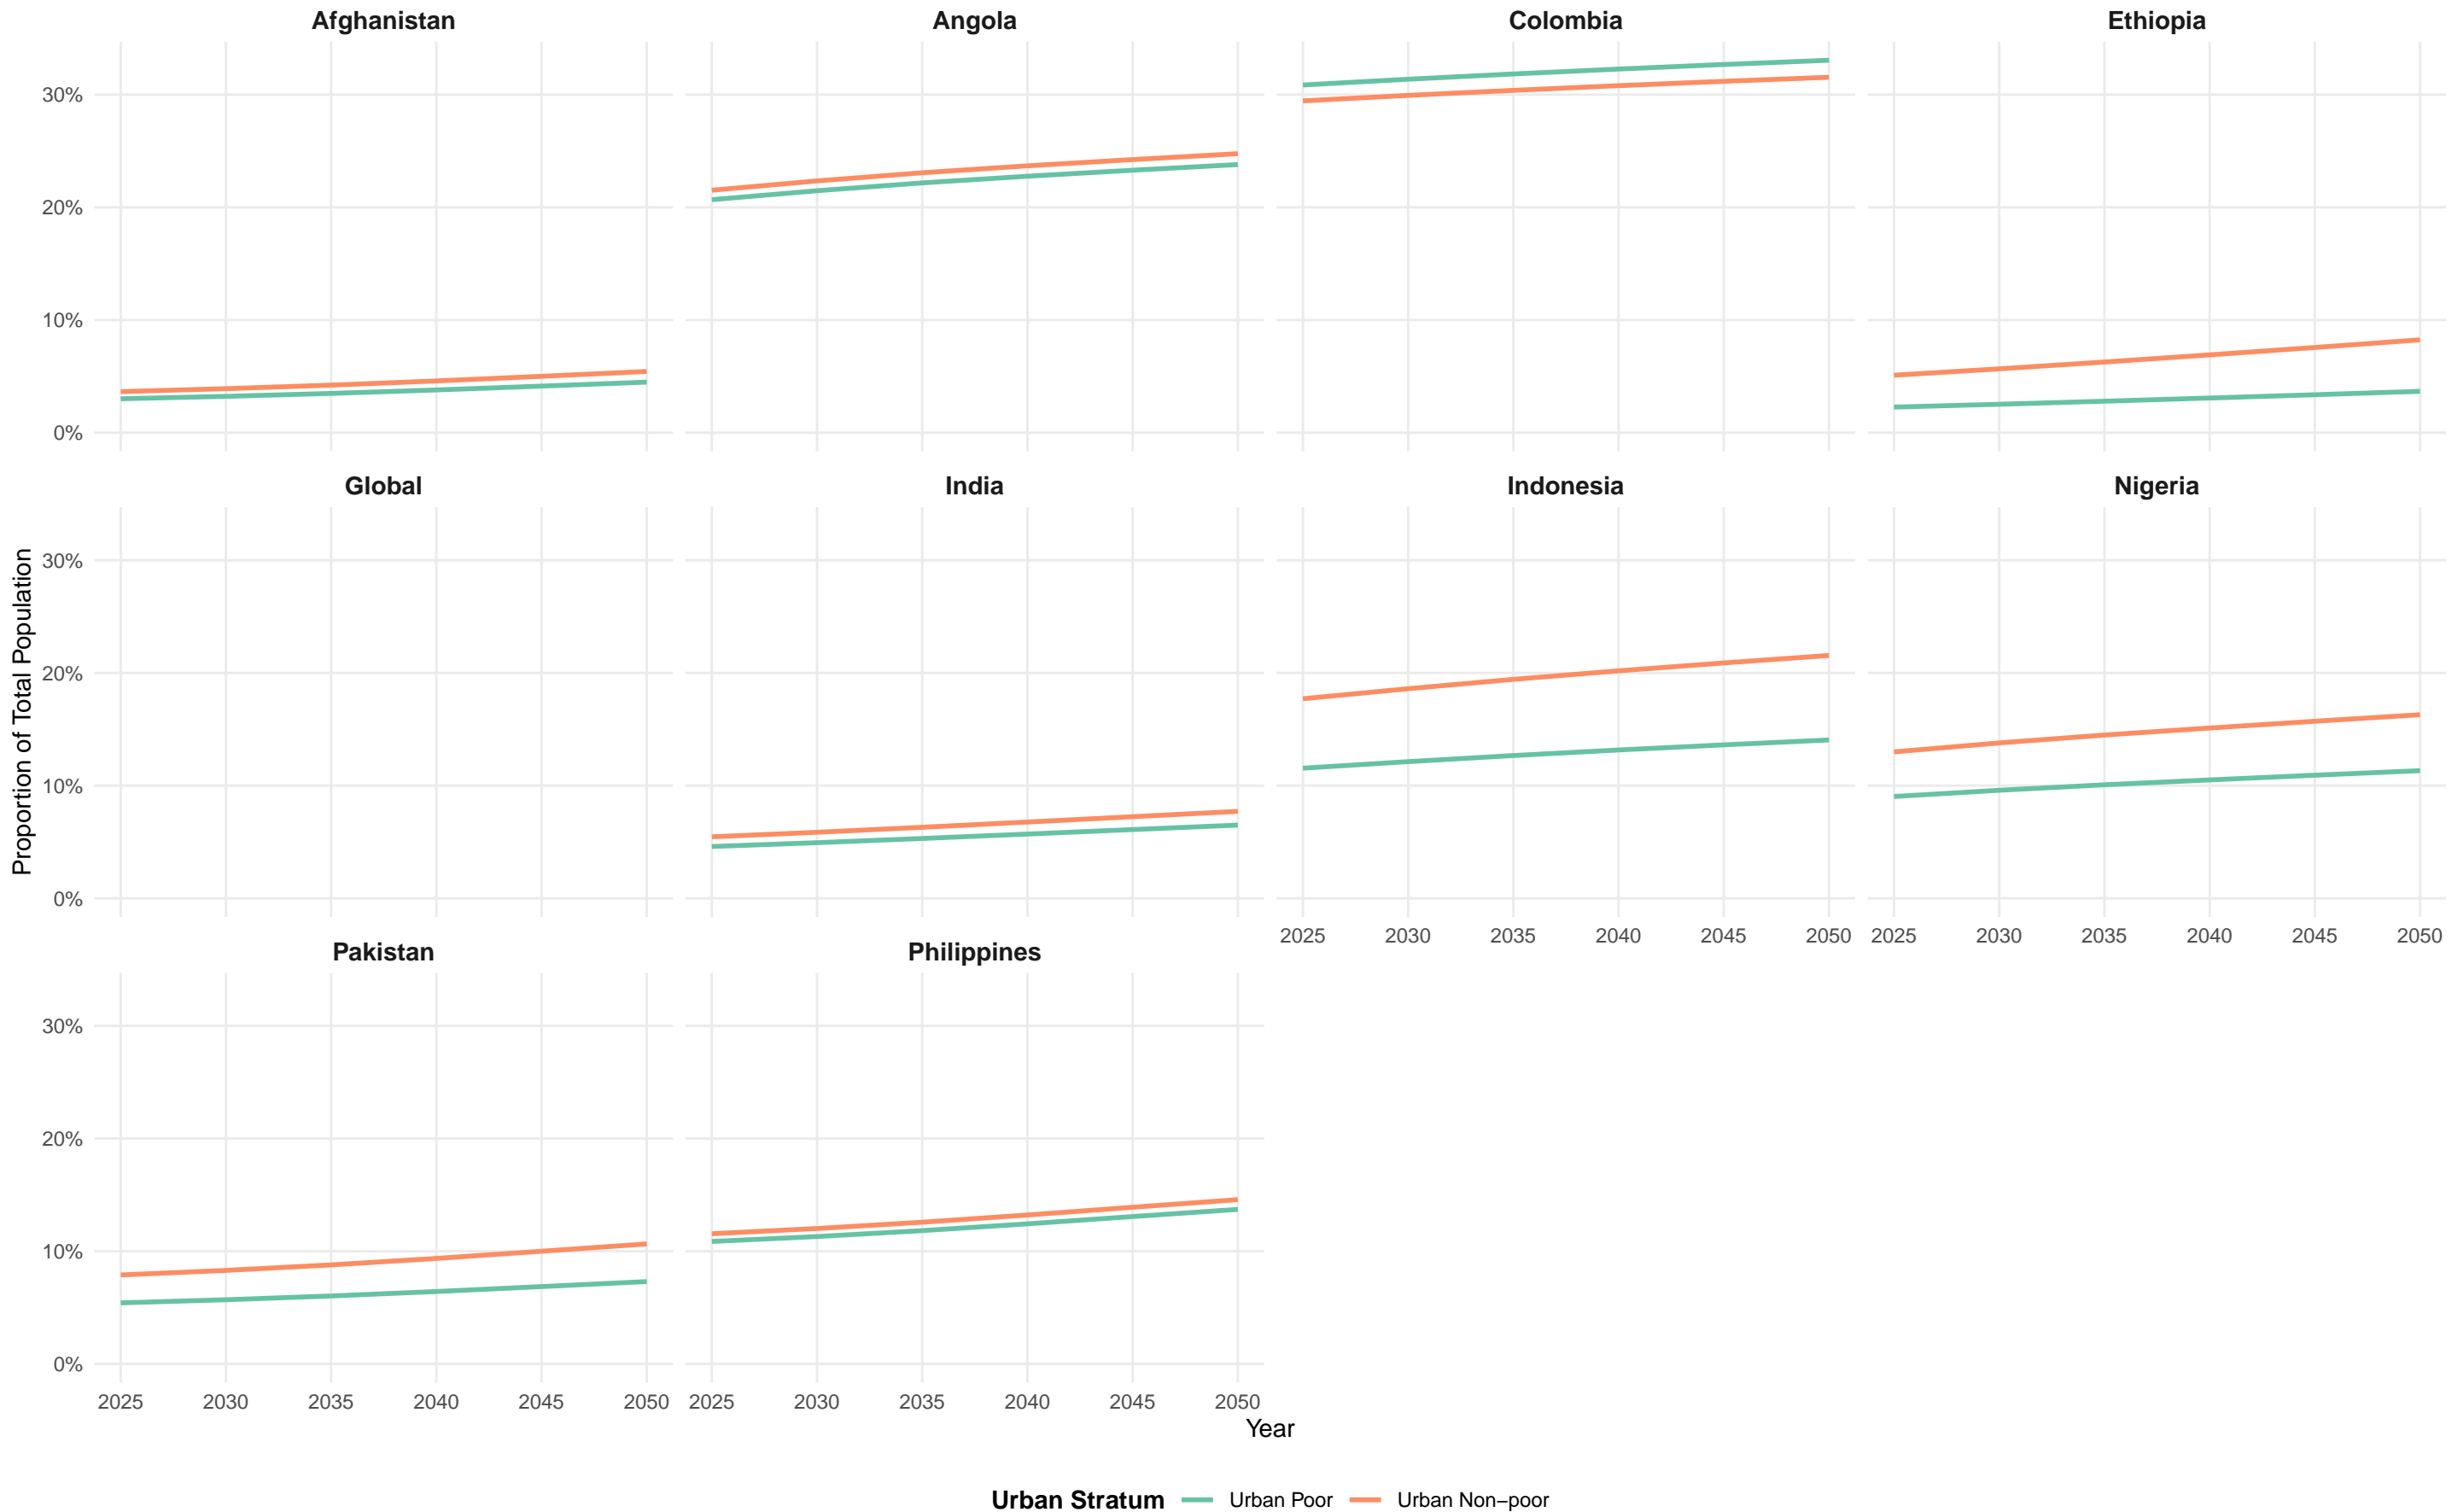 Afghanistan Angola Colombia Ethiopia
30%
20%
10%
0%
Global India Indonesia Nigeria
30%
20%
10%
0%
2025 2030 2035 2040 2045 2050 2025 2030 2035 2040 2045 2050
Pakistan Philippines
30%
20%
10%
0%
2025 2030 2035 2040 2045 2050 2025 2030 2035 2040 2045 2050
Proportion of Total Population
Year
Urban Stratum Urban Poor Urban Non−poor